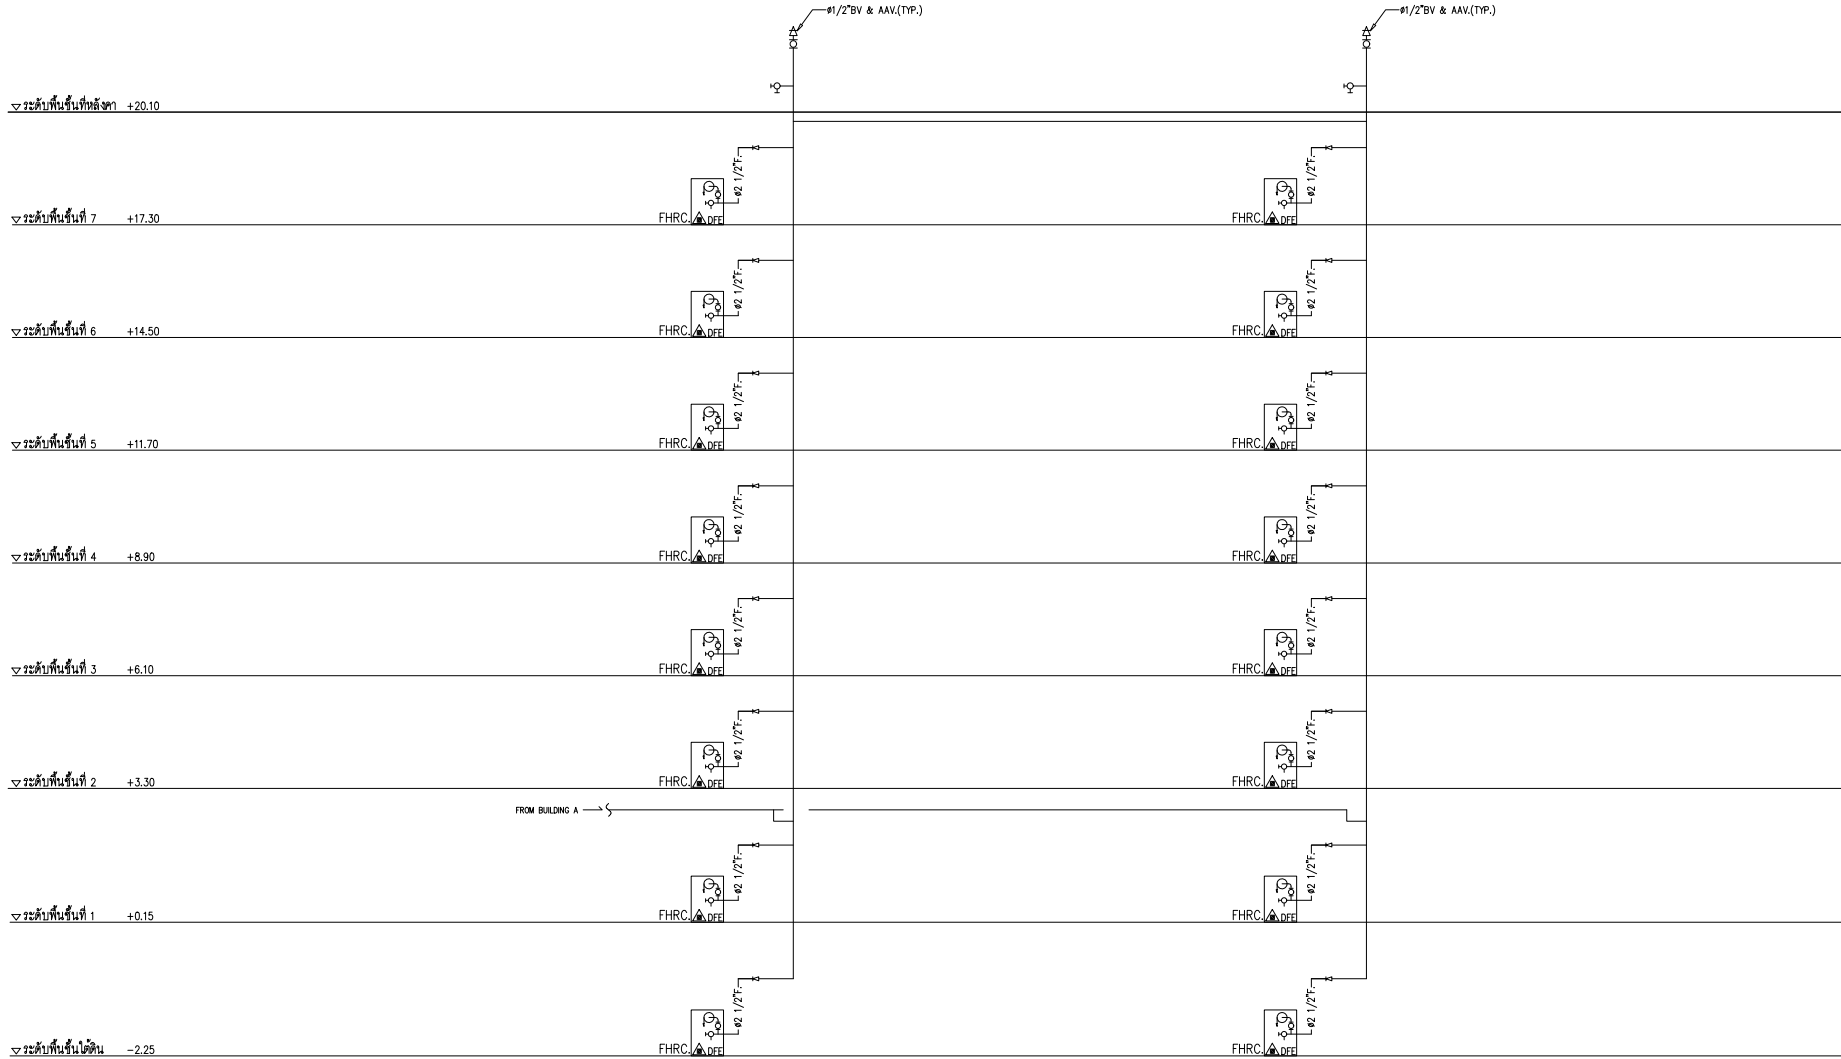 ø1/2"BV & AAV.(TYP.) ø1/2"BV & AAV.(TYP.)
ระดับพื้นชั้นที่หลังคา +20.10
ø2 1/2"F. ø2 1/2"F.
ระดับพื้นชั้นที่ 7 +17.30 FHRC. DFE FHRC. DFE
ø2 1/2"F. ø2 1/2"F.
ระดับพื้นชั้นที่ 6 +14.50 FHRC. DFE FHRC. DFE
ø2 1/2"F. ø2 1/2"F.
ระดับพื้นชั้นที่ 5 +11.70 FHRC. DFE FHRC. DFE
ø2 1/2"F. ø2 1/2"F.
ระดับพื้นชั้นที่ 4 +8.90 FHRC. DFE FHRC. DFE
ø2 1/2"F. ø2 1/2"F.
ระดับพื้นชั้นที่ 3 +6.10 FHRC. DFE FHRC. DFE
ø2 1/2"F. ø2 1/2"F.
ระดับพื้นชั้นที่ 2 +3.30 FHRC. DFE FHRC. DFE
FROM BUILDING A
ø2 1/2"F. ø2 1/2"F.
ระดับพื้นชั้นที่ 1 +0.15 FHRC. DFE FHRC. DFE
ø2 1/2"F. ø2 1/2"F.
ระดับพื้นชั้นใต้ดิน -2.25 FHRC. DFE FHRC. DFE